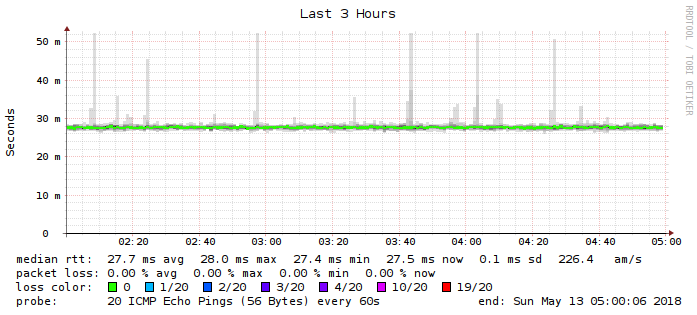 Last 3 Hours
RRDTOOL / TOBI OETIKER
Seconds
50 m
40 m
30 m
20 m
10 m
0
02:20 02:40 03:00 03:20 03:40 04:00 04:20 04:40 05:00
median rtt: 27.7 ms avg 28.0 ms max 27.4 ms min 27.5 ms now 0.1 ms sd 226.4 am/s
packet loss: 0.00 % avg 0.00 % max 0.00 % min 0.00 % now
loss color: 0 1/20 2/20 3/20 4/20 10/20 19/20
probe: 20 ICMP Echo Pings (56 Bytes) every 60s end: Sun May 13 05:00:06 2018